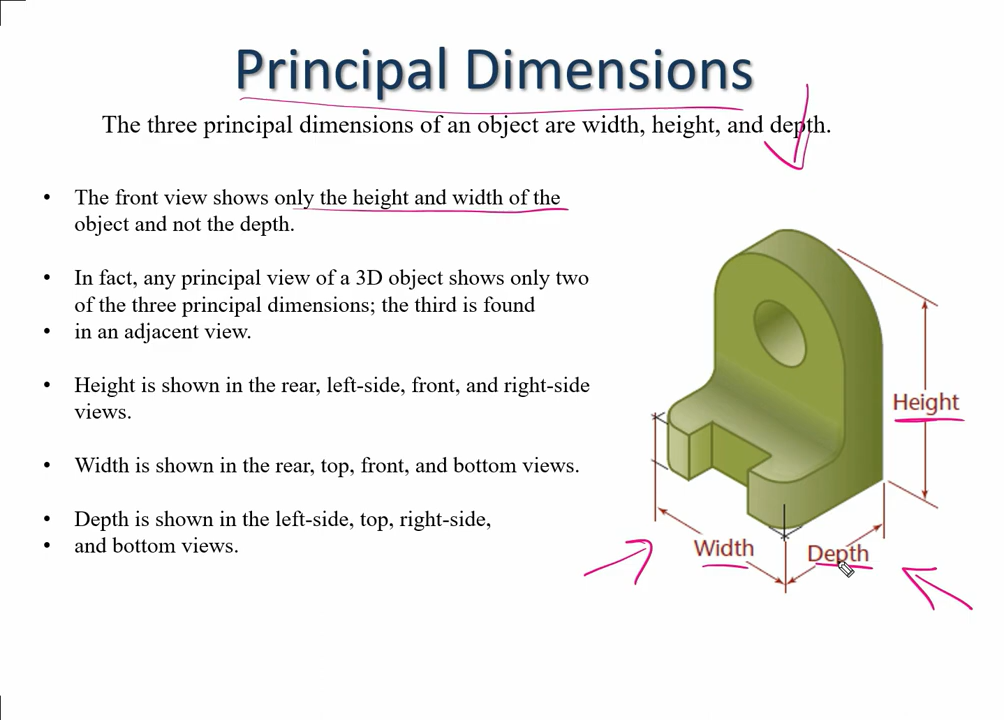 Principal Dimensions
The three principal dimensions of an object are width, height, and depth.
• The front view shows only the height and width of the
object and not the depth.
• In fact, any principal view of a 3D object shows only two
of the three principal dimensions; the third is found
• in an adjacent view.
• Height is shown in the rear, left-side, front, and right-side
views.
• Width is shown in the rear, top, front, and bottom views.
• Depth is shown in the left-side, top, right-side,
• and bottom views.
Height
Width
Depth